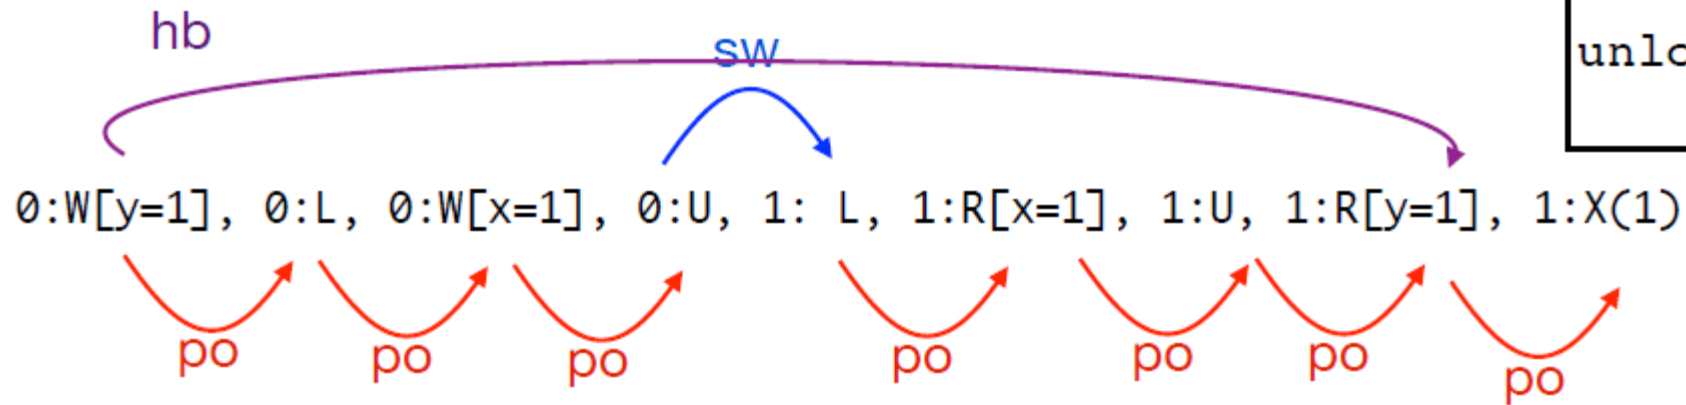 hb
sw
unlo
0:W[y=1], 0:L, 0:W[x=1], 0:U, 1: L, 1:R[x=1], 1:U, 1:R[y=1], 1:X(1)
po po po po po po po